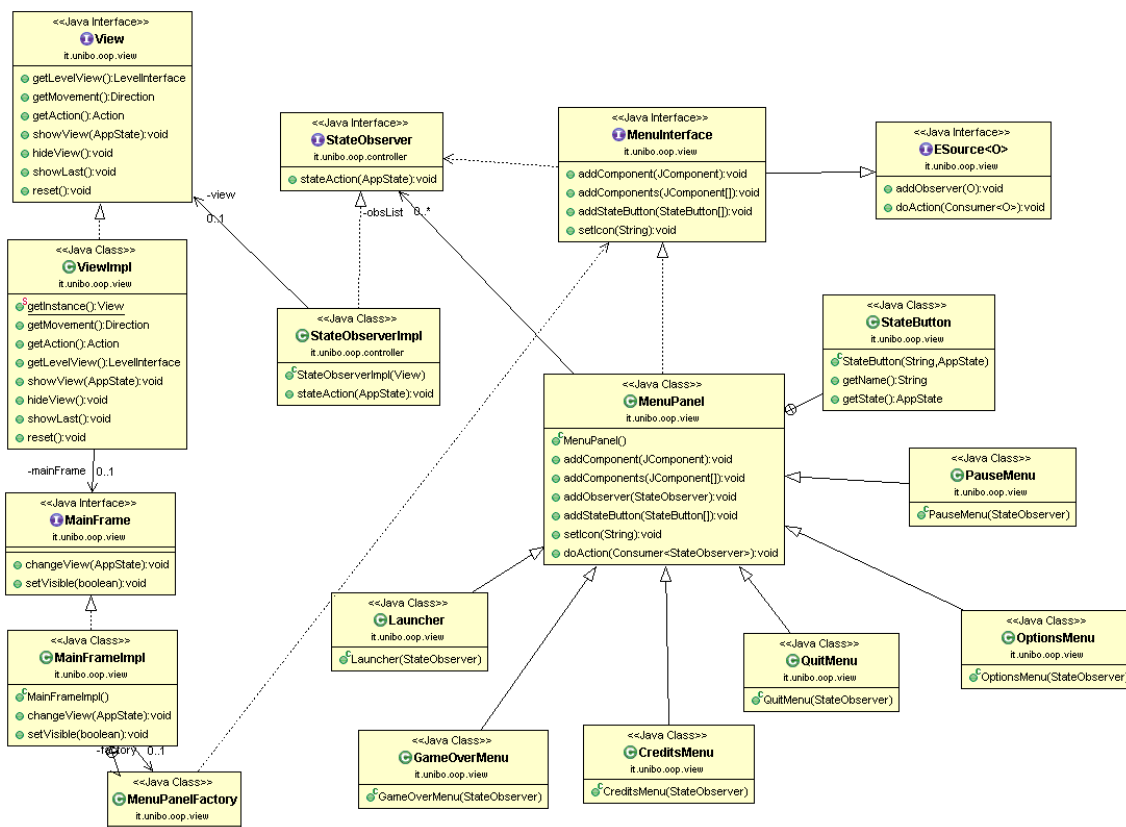 <<Java Interface>>
View
it.unibo.oop.view
getLevelView():LevelInterface
getMovement():Direction
getAction():Action
showView(AppState):void
hideView():void
showLast():void
reset():void
<<Java Interface>>
StateObserver
it.unibo.oop.controller
stateAction(AppState):void
<<Java Interface>>
MenuInterface
it.unibo.oop.view
addComponent(JComponent):void
addComponents(JComponent[]):void
addStateButton(StateButton[]):void
setIcon(String):void
<<Java Interface>>
ESource<O>
it.unibo.oop.view
addObserver(O):void
doAction(Consumer<O>):void
-view
0..1
-obsList
0..*
<<Java Class>>
ViewImpl
it.unibo.oop.view
getInstance():View
getMovement():Direction
getAction():Action
getLevelView():LevelInterface
showView(AppState):void
hideView():void
showLast():void
reset():void
<<Java Class>>
StateObserverImpl
it.unibo.oop.controller
StateObserverImpl(View)
stateAction(AppState):void
<<Java Class>>
StateButton
it.unibo.oop.view
StateButton(String,AppState)
getName():String
getState():AppState
<<Java Class>>
MenuPanel
it.unibo.oop.view
MenuPanel()
addComponent(JComponent):void
addComponents(JComponent[]):void
addObserver(StateObserver):void
addStateButton(StateButton[]):void
setIcon(String):void
doAction(Consumer<StateObserver>):void
<<Java Class>>
PauseMenu
it.unibo.oop.view
PauseMenu(StateObserver)
-mainFrame
0..1
<<Java Interface>>
MainFrame
it.unibo.oop.view
changeView(AppState):void
setVisible(boolean):void
<<Java Class>>
Launcher
it.unibo.oop.view
Launcher(StateObserver)
<<Java Class>>
OptionsMenu
it.unibo.oop.view
OptionsMenu(StateObserver)
<<Java Class>>
QuitMenu
it.unibo.oop.view
QuitMenu(StateObserver)
<<Java Class>>
MainFrameImpl
it.unibo.oop.view
MainFrameImpl()
changeView(AppState):void
setVisible(boolean):void
-factory
0..1
<<Java Class>>
GameOverMenu
it.unibo.oop.view
GameOverMenu(StateObserver)
<<Java Class>>
CreditsMenu
it.unibo.oop.view
CreditsMenu(StateObserver)
<<Java Class>>
MenuPanelFactory
it.unibo.oop.view